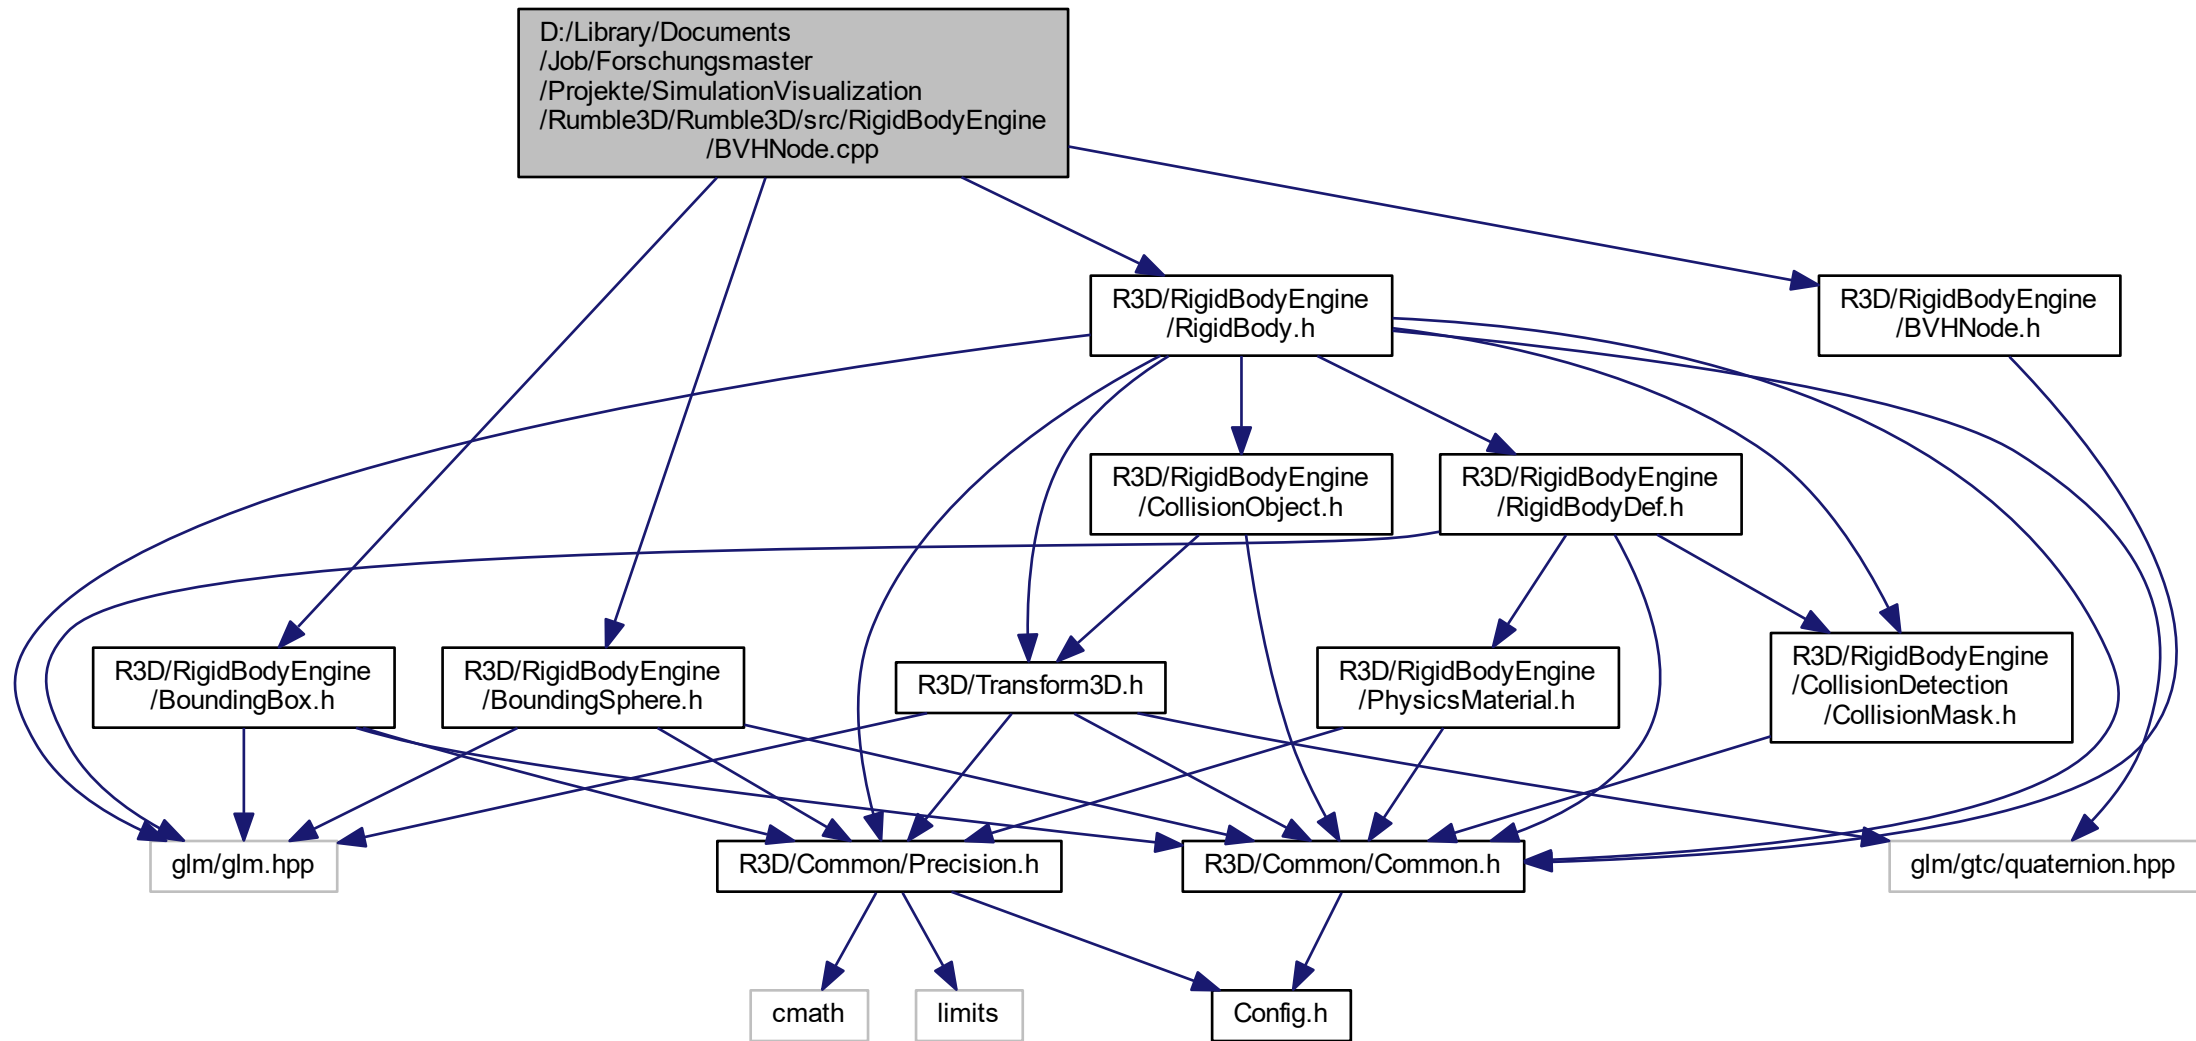 D:/Library/Documents
/Job/Forschungsmaster
/Projekte/SimulationVisualization
/Rumble3D/Rumble3D/src/RigidBodyEngine
/BVHNode.cpp
R3D/RigidBodyEngine
/RigidBody.h
R3D/RigidBodyEngine
/BVHNode.h
R3D/RigidBodyEngine
/CollisionObject.h
R3D/RigidBodyEngine
/RigidBodyDef.h
R3D/RigidBodyEngine
/BoundingBox.h
R3D/RigidBodyEngine
/BoundingSphere.h
R3D/Transform3D.h
R3D/RigidBodyEngine
/PhysicsMaterial.h
R3D/RigidBodyEngine
/CollisionDetection
/CollisionMask.h
glm/glm.hpp
R3D/Common/Precision.h
R3D/Common/Common.h
glm/gtc/quaternion.hpp
cmath
limits
Config.h